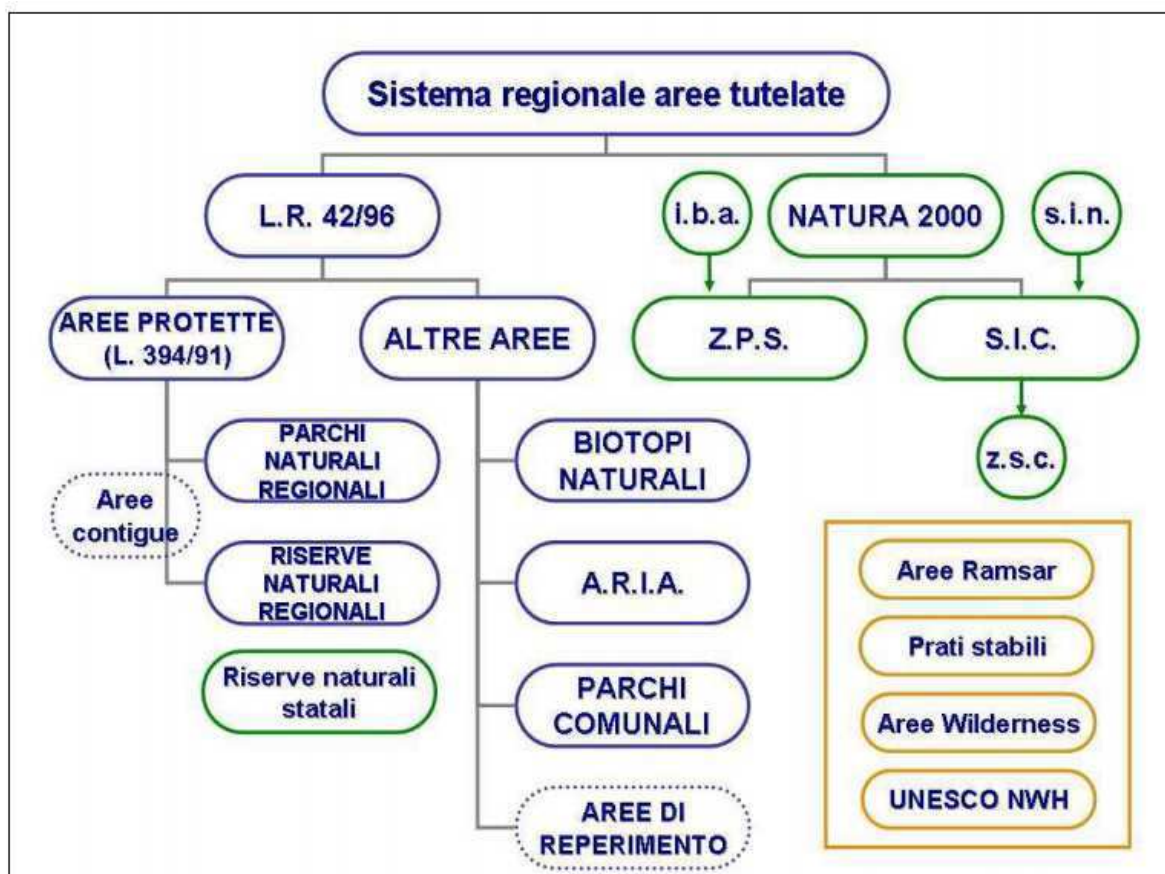 Sistema regionale aree tutelate
L.R. 42/96
i.b.a.
NATURA 2000
s.i.n.
AREE PROTETTE
(L. 394/91)
ALTRE AREE
Z.P.S.
S.I.C.
PARCHI
NATURALI
REGIONALI
BIOTOPI
NATURALI
z.s.c.
Aree
contigue
RISERVE
NATURALI
REGIONALI
A.R.I.A.
Riserve naturali
statali
PARCHI
COMUNALI
AREE DI
REPERIMENTO
Aree Ramsar
Prati stabili
Aree Wilderness
UNESCO NWH